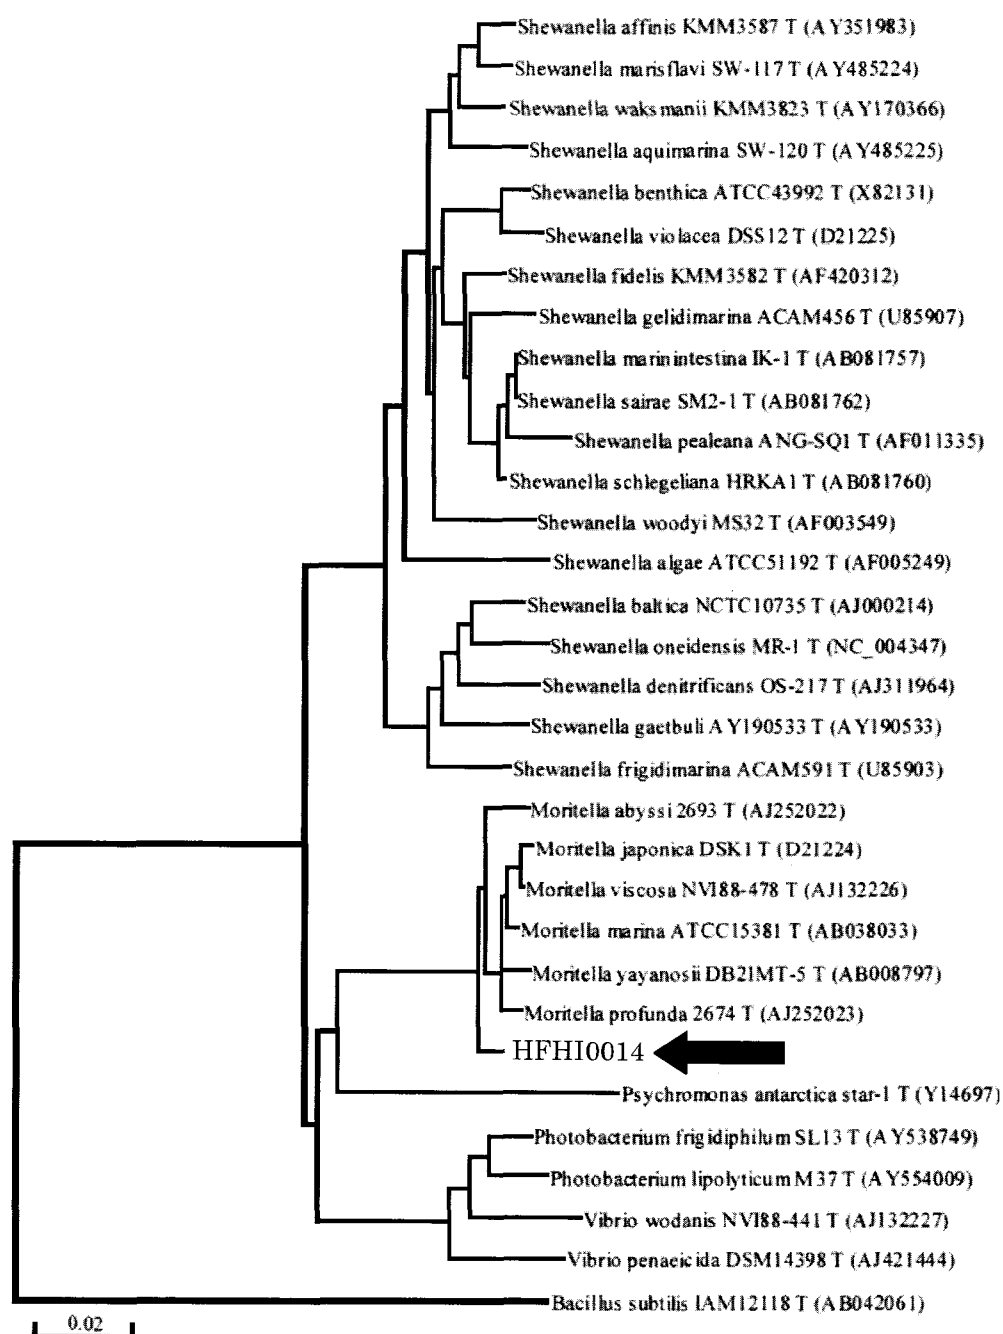 Shewanella affinis KMM3587 T (AY351983)
Shewanella marisflavi SW-117 T (AY485224)
Shewanella waksmanii KMM3823 T (AY170366)
Shewanella aquimarina SW-120 T (AY485225)
Shewanella benthica ATCC43992 T (X82131)
Shewanella violacea DSS12 T (D21225)
Shewanella fidelis KMM3582 T (AF420312)
Shewanella gelidimarina ACAM456 T (U85907)
Shewanella marinintestina IK-1 T (AB081757)
Shewanella sairae SM2-1 T (AB081762)
Shewanella pealeana ANG-SQ1 T (AF011335)
Shewanella schlegeliana HRKA1 T (AB081760)
Shewanella woodyi MS32 T (AF003549)
Shewanella algae ATCC51192 T (AF005249)
Shewanella baltica NCTC10735 T (AJ000214)
Shewanella oneidensis MR-1 T (NC_004347)
Shewanella denitrificans OS-217 T (AJ311964)
Shewanella gaetbuli AY190533 T (AY190533)
Shewanella frigidimarina ACAM591 T (U85903)
Moritella abyssi 2693 T (AJ252022)
Moritella japonica DSK1 T (D21224)
Moritella viscosa NVI88-478 T (AJ132226)
Moritella marina ATCC15381 T (AB038033)
Moritella yayanosii DB21MT-5 T (AB008797)
Moritella profunda 2674 T (AJ252023)
HFHI0014
Psychromonas antarctica star-1 T (Y14697)
Photobacterium frigidiphilum SL13 T (AY538749)
Photobacterium lipolyticum M37 T (AY554009)
Vibrio wodanis NVI88-441 T (AJ132227)
Vibrio penaeicida DSM14398 T (AJ421444)
Bacillus subtilis IAM12118 T (AB042061)
0.02